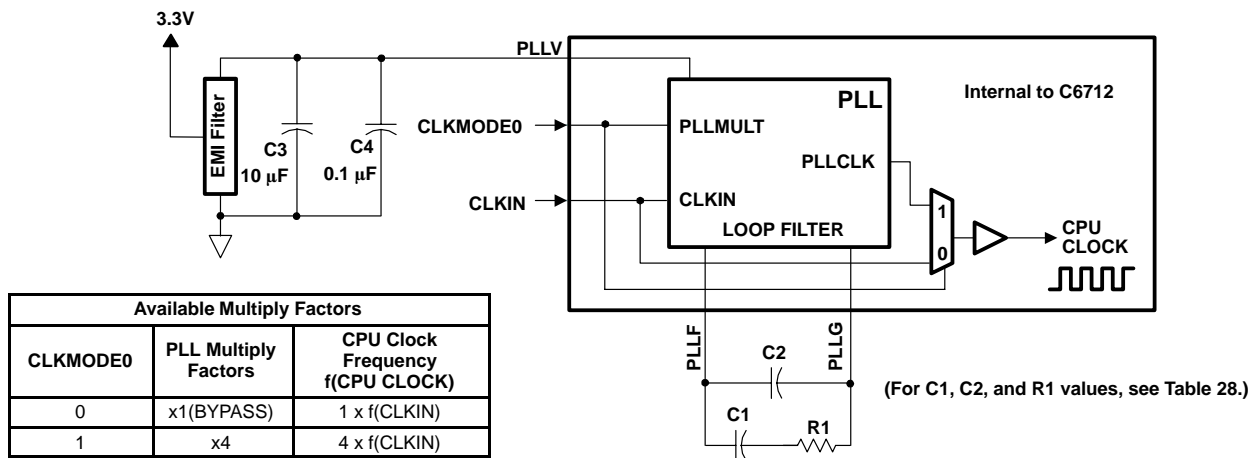 3.3V
PLLV
EMI Filter
C3
10 µF
C4
0.1 µF
CLKMODE0
CLKIN
PLL
Internal to C6712
PLLMULT
PLLCLK
CLKIN
LOOP FILTER
1
0
CPU
CLOCK
PLLF
PLLG
C2
C1
R1
(For C1, C2, and R1 values, see Table 28.)
Available Multiply Factors
CLKMODE0
PLL Multiply
Factors
CPU Clock
Frequency
f(CPU CLOCK)
0
x1(BYPASS)
1 x f(CLKIN)
1
x4
4 x f(CLKIN)